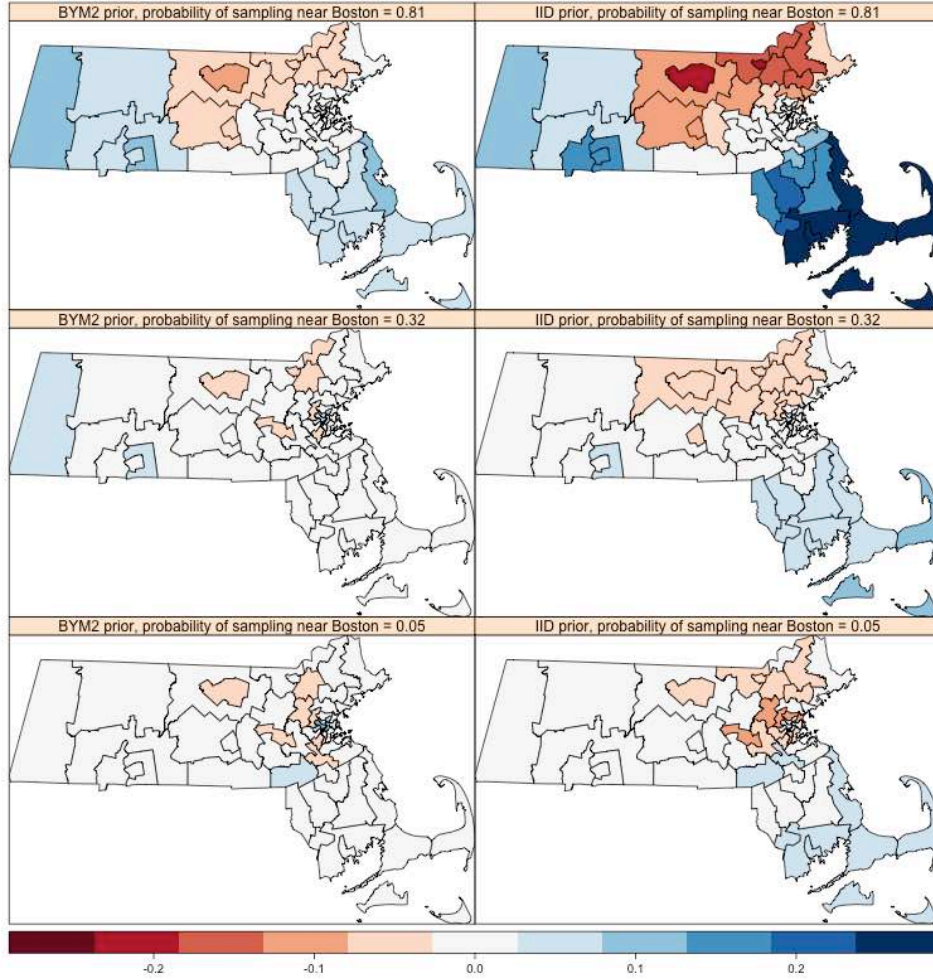 BYM2 prior, probability of sampling near Boston = 0.81
IID prior, probability of sampling near Boston = 0.81
BYM2 prior, probability of sampling near Boston = 0.32
IID prior, probability of sampling near Boston = 0.32
BYM2 prior, probability of sampling near Boston = 0.05
IID prior, probability of sampling near Boston = 0.05
-0.2 -0.1 0.0 0.1 0.2